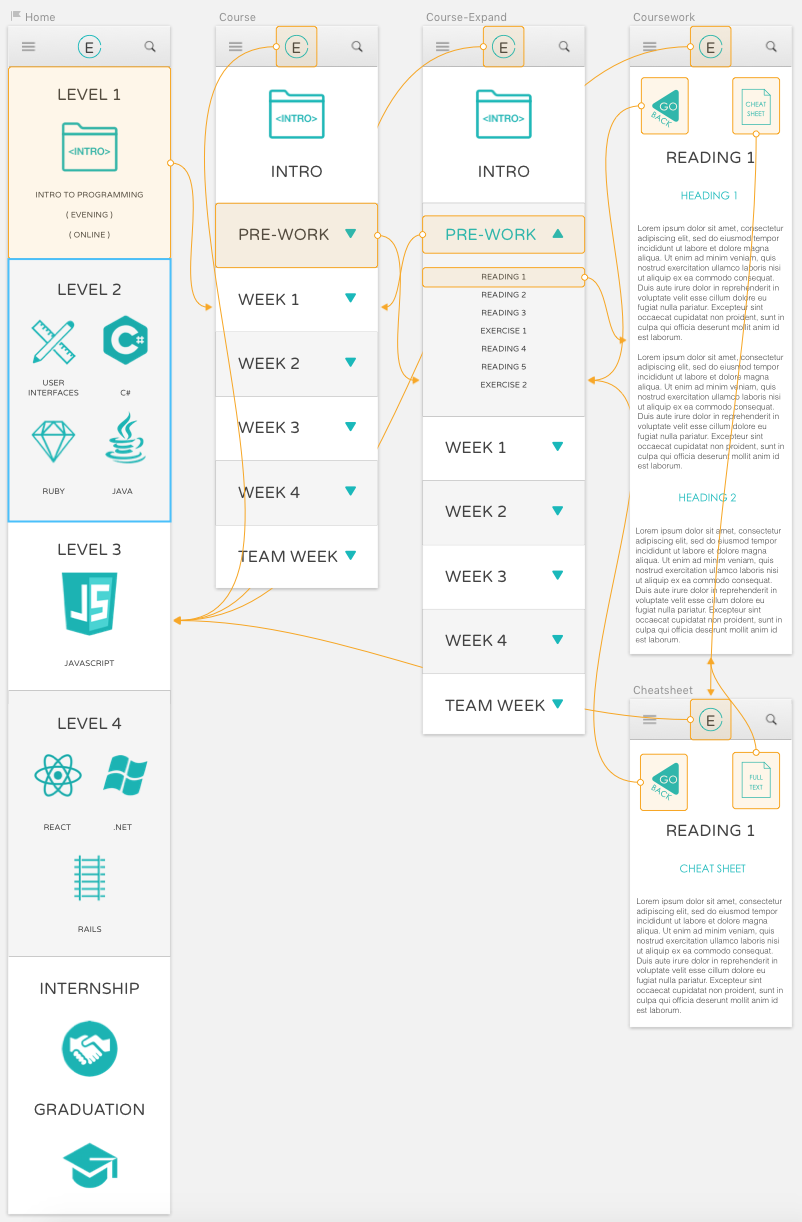 Home
E
LEVEL 1
<INTRO>
INTRO TO PROGRAMMING
( EVENING )
( ONLINE )
LEVEL 2
USER
INTERFACES
C#
C#
RUBY
JAVA
LEVEL 3
JS
JAVASCRIPT
LEVEL 4
REACT
.NET
RAILS
INTERNSHIP
GRADUATION
Course
E
<INTRO>
INTRO
PRE-WORK
WEEK 1
WEEK 2
WEEK 3
WEEK 4
TEAM WEEK
Course-Expand
E
<INTRO>
INTRO
PRE-WORK
READING 1
READING 2
READING 3
EXERCISE 1
READING 4
READING 5
EXERCISE 2
WEEK 1
WEEK 2
WEEK 3
WEEK 4
TEAM WEEK
Coursework
E
GO
BACK
CHEAT
SHEET
READING 1
HEADING 1
Lorem ipsum dolor sit amet, consectetur
adipiscing elit, sed do eiusmod tempor
incididunt ut labore et dolore magna
aliqua. Ut enim ad minim veniam, quis
nostrud exercitation ullamco laboris nisi
ut aliquip ex ea commodo consequat.
Duis aute irure dolor in reprehenderit in
voluptate velit esse cillum dolore eu
fugiat nulla pariatur. Excepteur sint
occaecat cupidatat non proident, sunt in
culpa qui officia deserunt mollit anim id
est laborum.
Lorem ipsum dolor sit amet, consectetur
adipiscing elit, sed do eiusmod tempor
incididunt ut labore et dolore magna
aliqua. Ut enim ad minim veniam, quis
nostrud exercitation ullamco laboris nisi
ut aliquip ex ea commodo consequat.
Duis aute irure dolor in reprehenderit in
voluptate velit esse cillum dolore eu
fugiat nulla pariatur. Excepteur sint
occaecat cupidatat non proident, sunt in
culpa qui officia deserunt mollit anim id
est laborum.
HEADING 2
Lorem ipsum dolor sit amet, consectetur
adipiscing elit, sed do eiusmod tempor
incididunt ut labore et dolore magna
aliqua. Ut enim ad minim veniam, quis
nostrud exercitation ullamco laboris nisi
ut aliquip ex ea commodo consequat.
Duis aute irure dolor in reprehenderit in
voluptate velit esse cillum dolore eu
fugiat nulla pariatur. Excepteur sint
occaecat cupidatat non proident, sunt in
culpa qui officia deserunt mollit anim id
est laborum.
Cheatsheet
E
GO
BACK
FULL
TEXT
READING 1
CHEAT SHEET
Lorem ipsum dolor sit amet, consectetur
adipiscing elit, sed do eiusmod tempor
incididunt ut labore et dolore magna
aliqua. Ut enim ad minim veniam, quis
nostrud exercitation ullamco laboris nisi
ut aliquip ex ea commodo consequat.
Duis aute irure dolor in reprehenderit in
voluptate velit esse cillum dolore eu
fugiat nulla pariatur. Excepteur sint
occaecat cupidatat non proident, sunt in
culpa qui officia deserunt mollit anim id
est laborum.